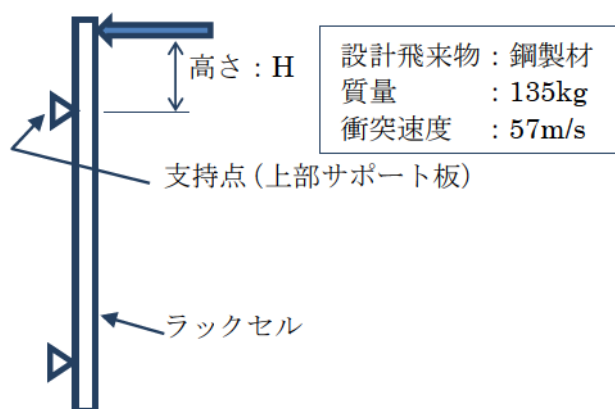 高さ：H
設計飛来物：鋼製材
質量　　　：135kg
衝突速度　：57m/s
支持点(上部サポート板)
ラックセル